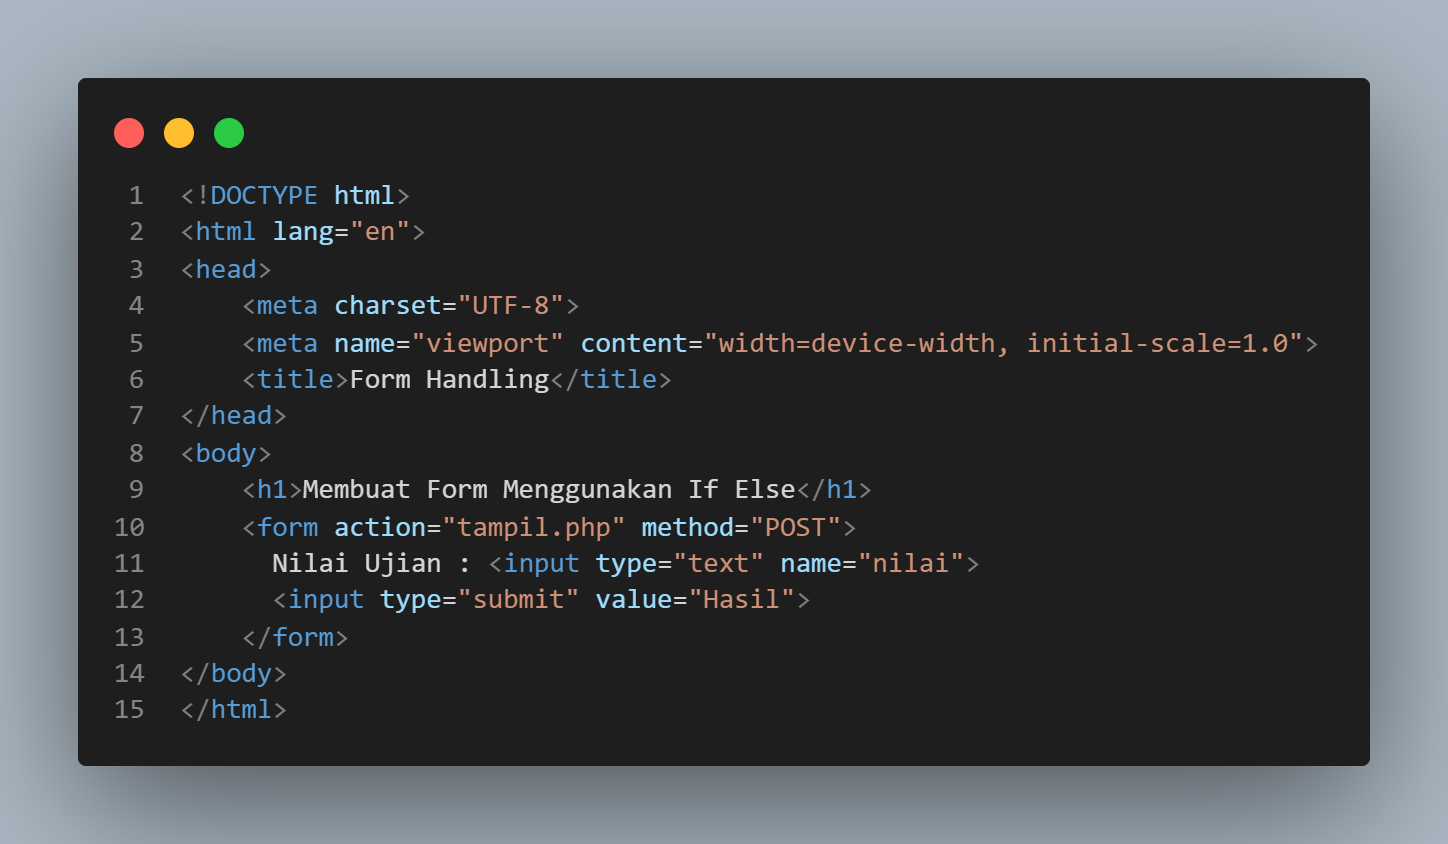 1 <!DOCTYPE html>
2 <html lang="en">
3 <head>
4     <meta charset="UTF-8">
5     <meta name="viewport" content="width=device-width, initial-scale=1.0">
6     <title>Form Handling</title>
7 </head>
8 <body>
9     <h1>Membuat Form Menggunakan If Else</h1>
10     <form action="tampil.php" method="POST">
11       Nilai Ujian : <input type="text" name="nilai">
12       <input type="submit" value="Hasil">
13     </form>
14 </body>
15 </html>